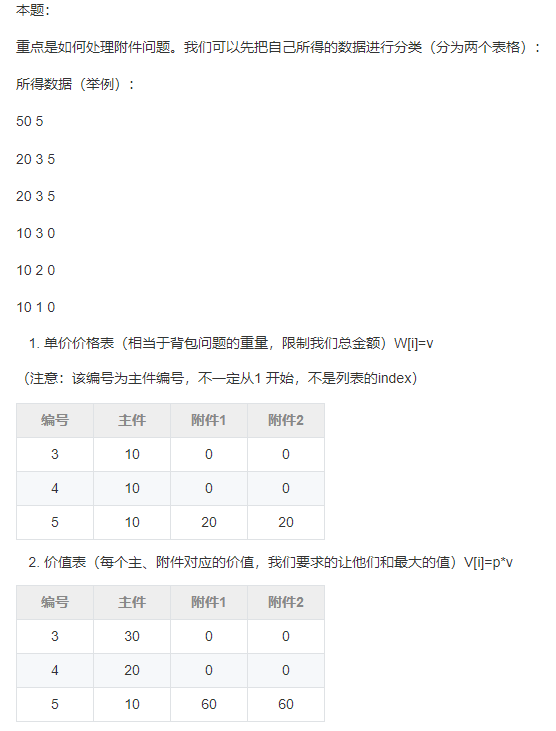 本题：
重点是如何处理附件问题。我们可以先把自己所得的数据进行分类（分为两个表格）：
所得数据（举例）：
50 5
20 3 5
20 3 5
10 3 0
10 2 0
10 1 0
1. 单价价格表（相当于背包问题的重量，限制我们总金额）W[i]=v
（注意：该编号为主件编号，不一定从1 开始，不是列表的index）
编号 主件 附件1 附件2
3 10 0 0
4 10 0 0
5 10 20 20
2. 价值表（每个主、附件对应的价值，我们要求的让他们和最大的值）V[i]=p*v
编号 主件 附件1 附件2
3 30 0 0
4 20 0 0
5 10 60 60